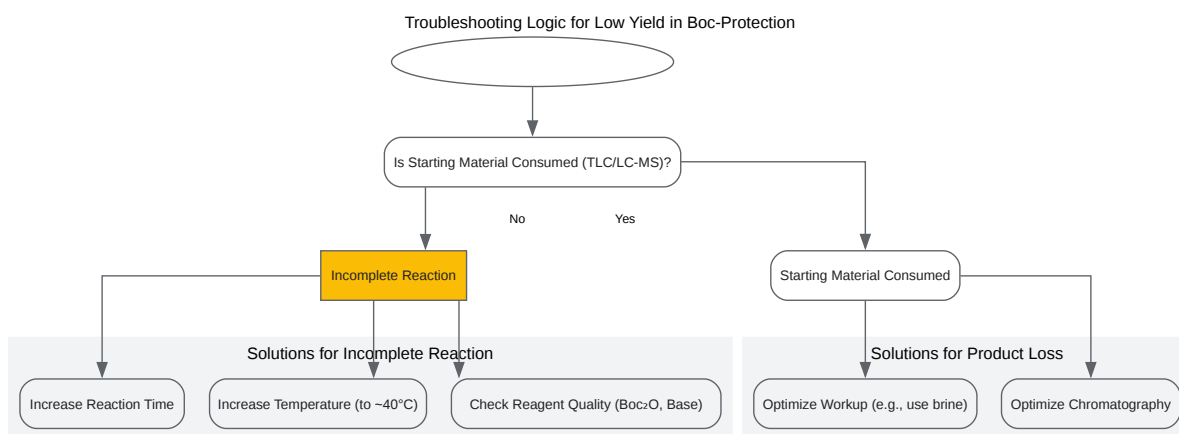 Troubleshooting Logic for Low Yield in Boc-Protection
Is Starting Material Consumed (TLC/LC-MS)?
No
Yes
Incomplete Reaction
Starting Material Consumed
Solutions for Incomplete Reaction
Solutions for Product Loss
Increase Reaction Time
Increase Temperature (to ~40°C)
Check Reagent Quality (Boc₂O, Base)
Optimize Workup (e.g., use brine)
Optimize Chromatography